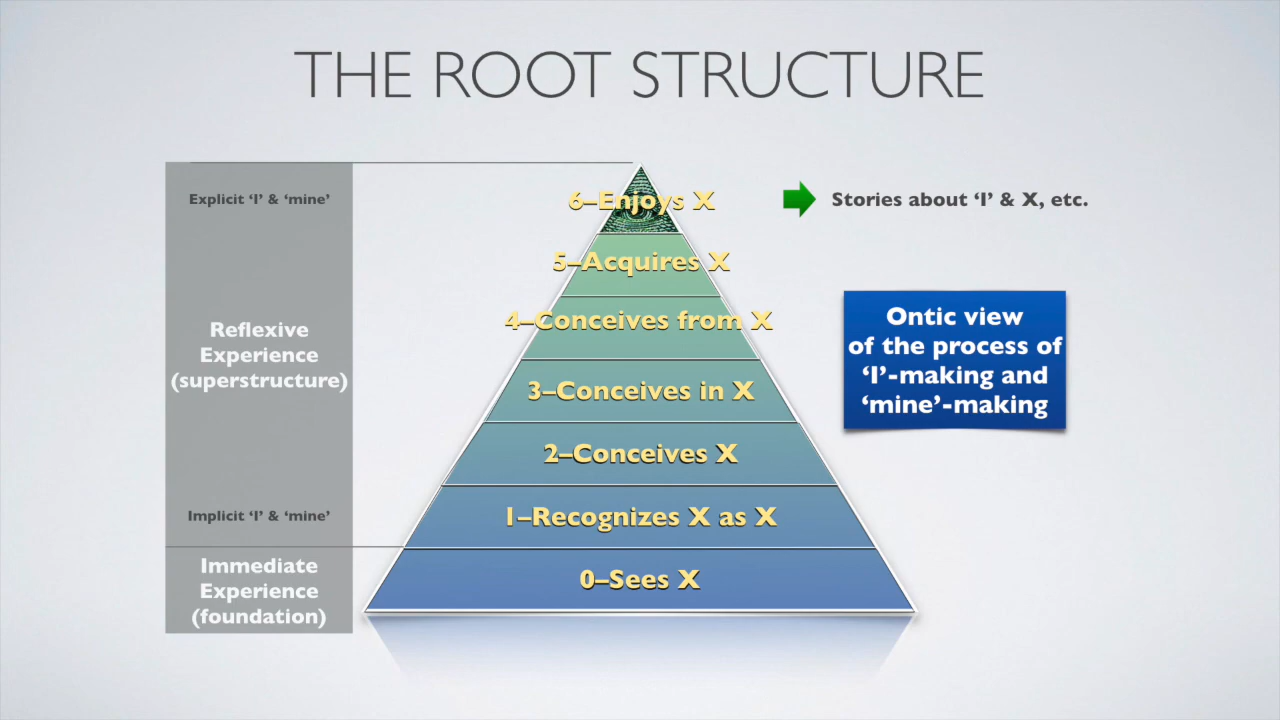 THE ROOT STRUCTURE
Explicit ‘I’ & ‘mine’
6–Enjoys X
Stories about ‘I’ & X, etc.
5–Acquires X
4–Conceives from X
Reflexive
Experience
(superstructure)
Ontic view
of the process of
‘I’-making and
‘mine’-making
3–Conceives in X
2–Conceives X
Implicit ‘I’ & ‘mine’
1–Recognizes X as X
Immediate
Experience
(foundation)
0–Sees X